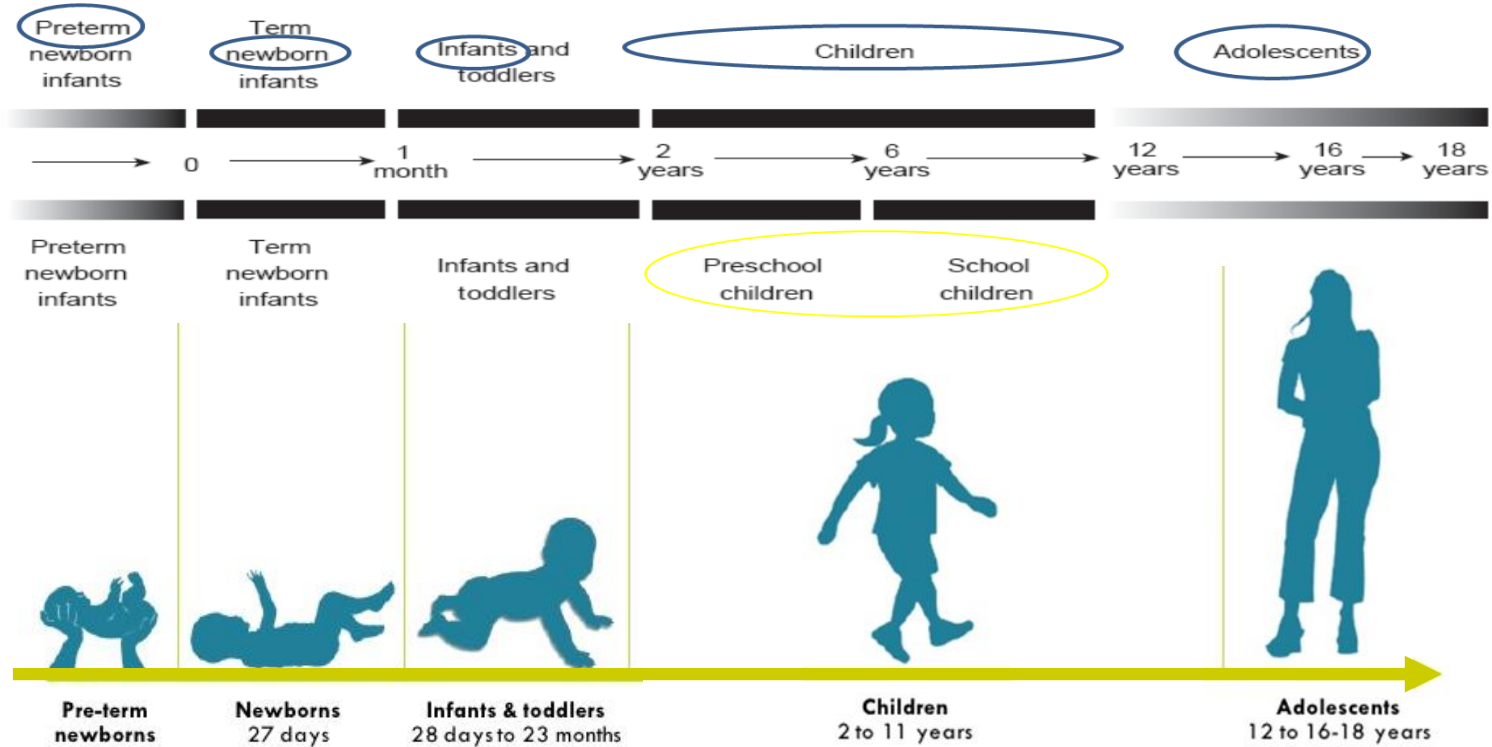 Preterm
newborn
infants
Term
newborn
infants
Infants and
toddlers
Children
Adolescents
0
1
month
2
years
6
years
12
years
16
years
18
years
Preterm
newborn
infants
Term
newborn
infants
Infants and
toddlers
Preschool
children
School
children
Pre-term
newborns
Newborns
27 days
Infants & toddlers
28 days to 23 months
Children
2 to 11 years
Adolescents
12 to 16-18 years